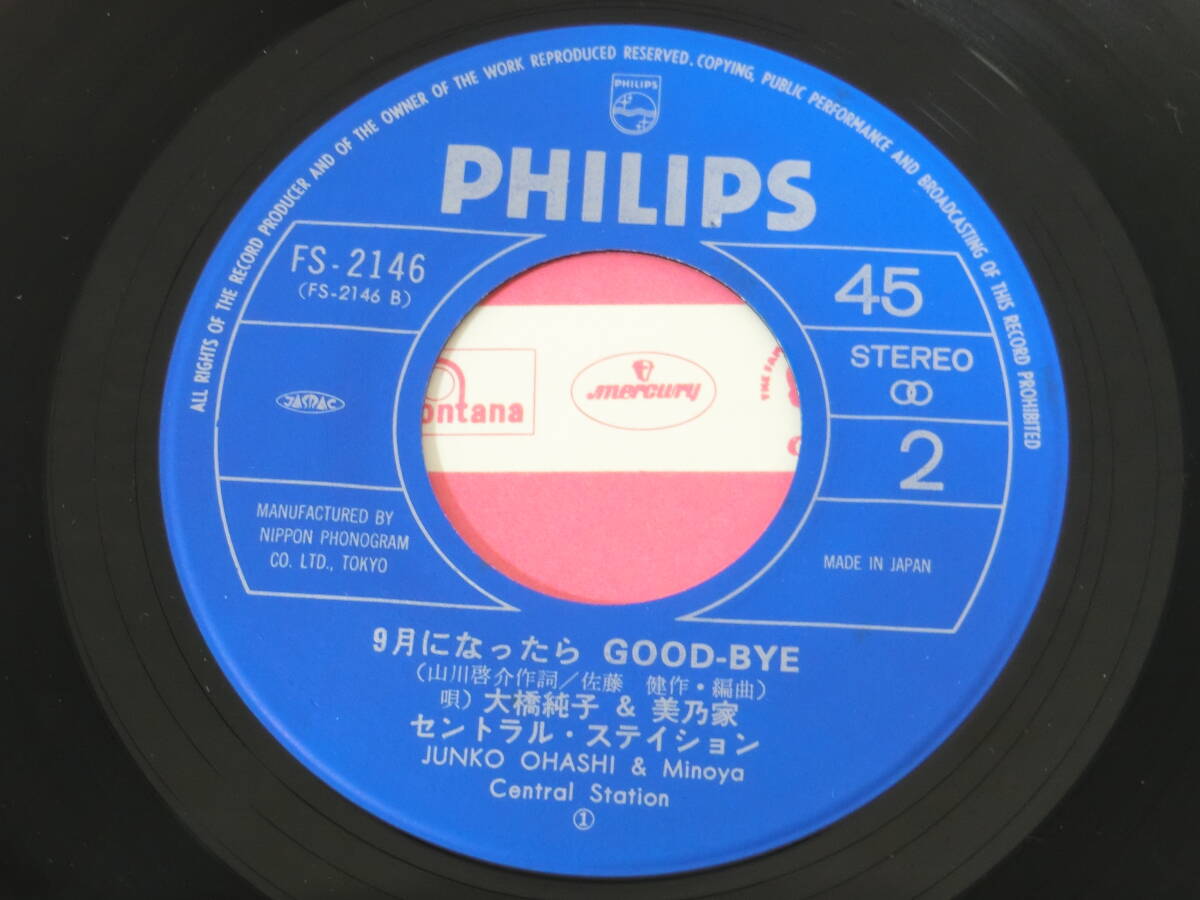 ALL RIGHTS OF THE RECORD PRODUCER AND OF THE OWNER OF THE WORK REPRODUCED RESERVED. COPYING, PUBLIC PERFORMANCE AND BROADCASTING OF THIS RECORD PROHIBITED
PHILIPS
PHILIPS
FS-2146
(FS-2146 B)
JASRAC
MANUFACTURED BY
NIPPON PHONOGRAM
CO. LTD., TOKYO
45
STEREO
2
MADE IN JAPAN
ontana
mercury
THE FAM
9月になったら GOOD-BYE
(山川啓介作詞/佐藤 健作・編曲)
唄) 大橋純子 & 美乃家
セントラル・ステイション
JUNKO OHASHI & Minoya
Central Station
①